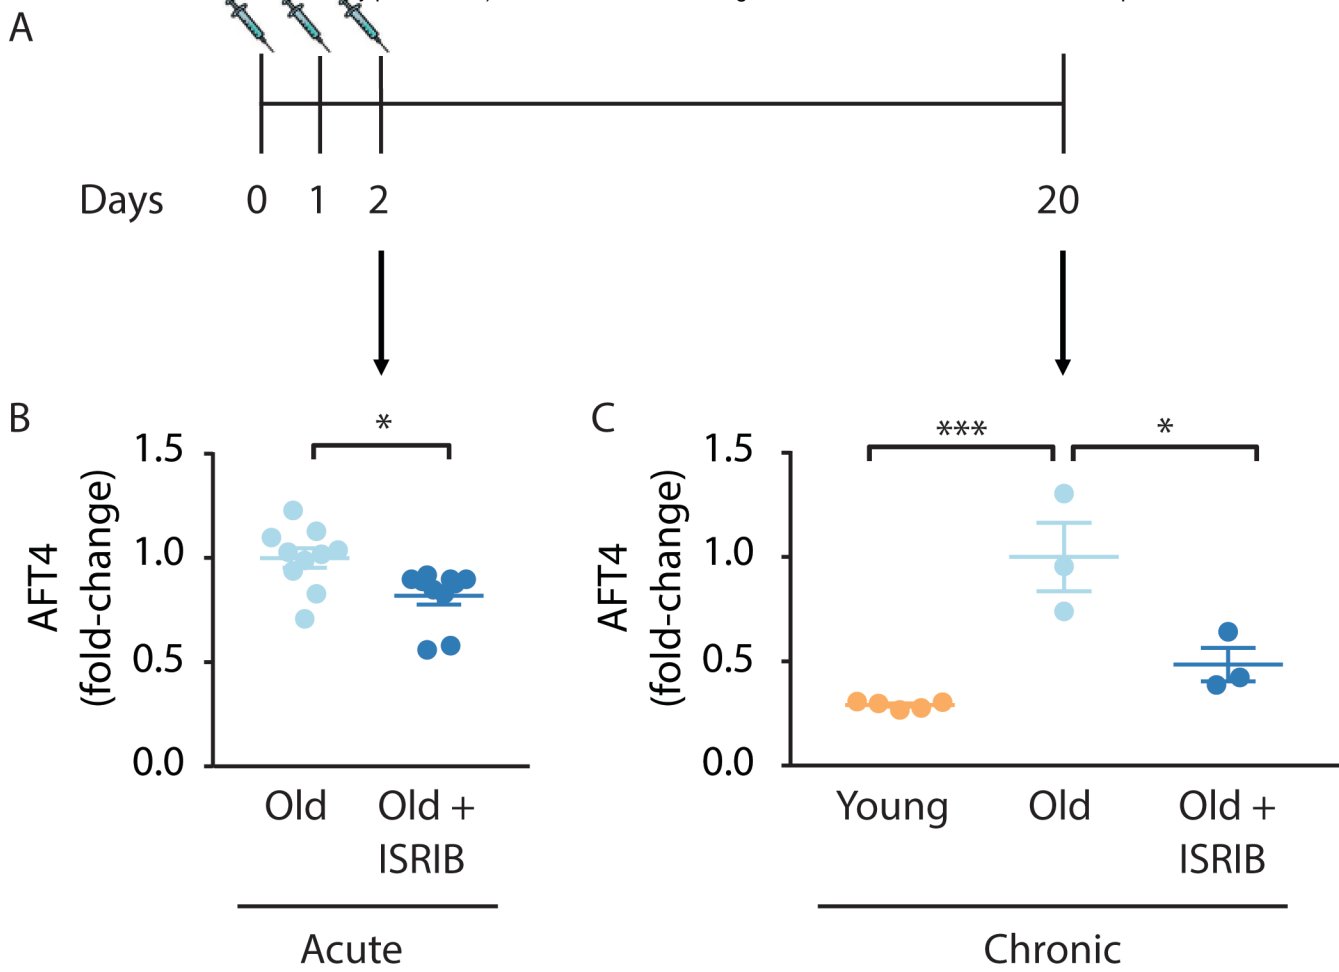 A
Days 0 1 2 20
B
*
1.5
1.0
0.5
0.0
AFT4
(fold-change)
Old Old +
ISRIB
Acute
C
*** *
1.5
1.0
0.5
0.0
AFT4
(fold-change)
Young Old Old +
ISRIB
Chronic